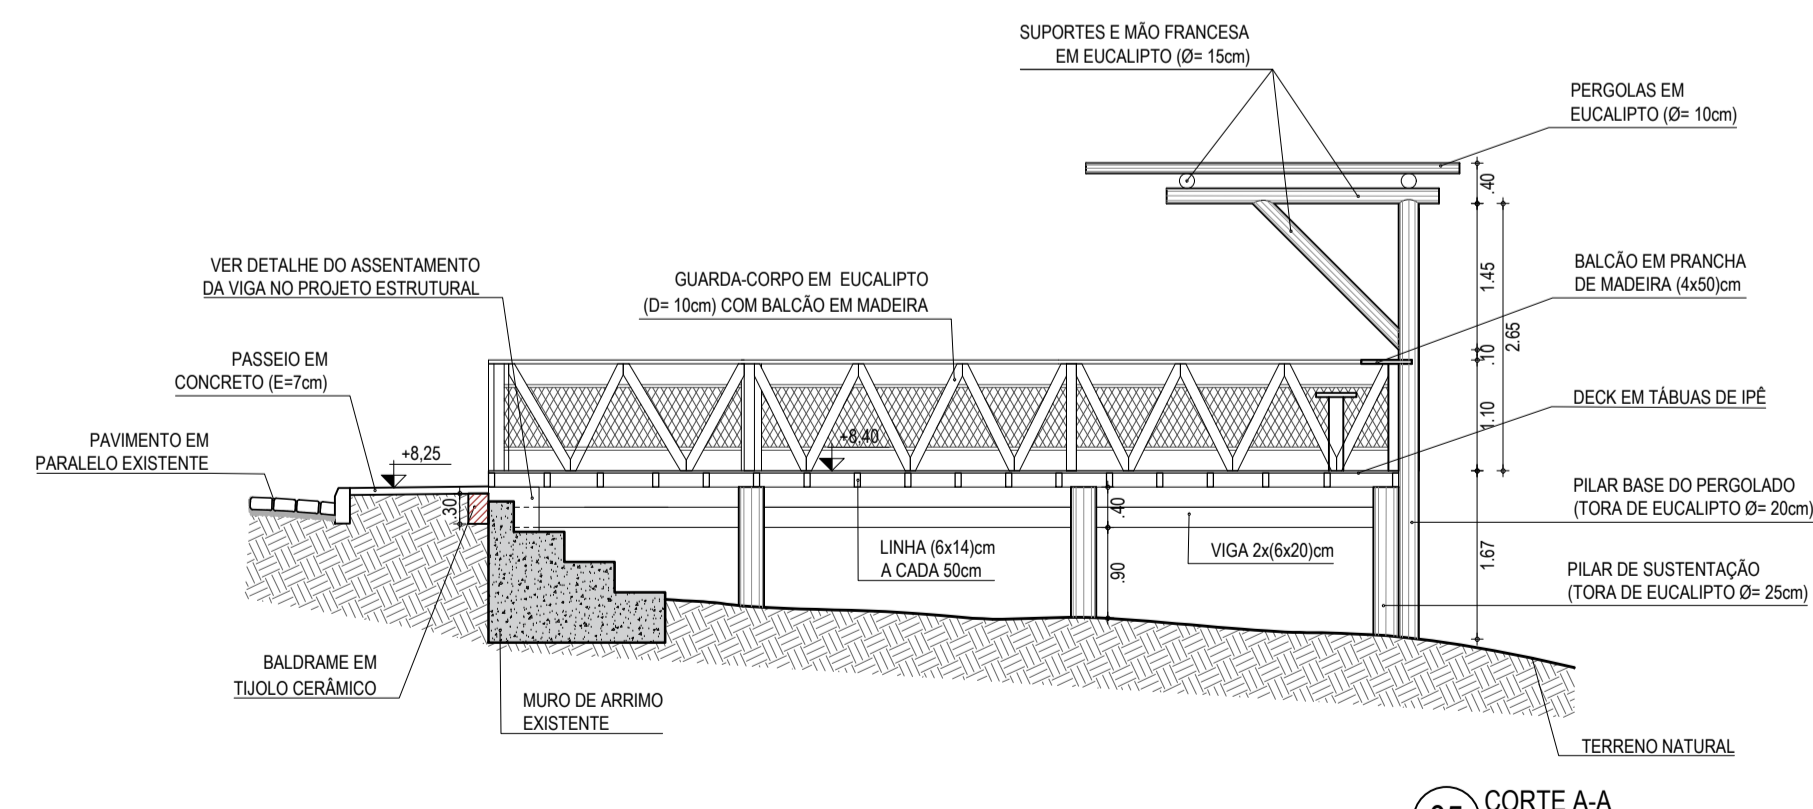 SUPORTES E MÃO FRANCESA
EM EUCALIPTO (Ø= 15cm)
PERGOLAS EM
EUCALIPTO (Ø= 10cm)
.40
VER DETALHE DO ASSENTAMENTO
DA VIGA NO PROJETO ESTRUTURAL
GUARDA-CORPO EM EUCALIPTO
(D= 10cm) COM BALCÃO EM MADEIRA
1.45
BALCÃO EM PRANCHA
DE MADEIRA (4x50)cm
2.65
.10
PASSEIO EM
CONCRETO (E=7cm)
DECK EM TÁBUAS DE IPÊ
1.10
PAVIMENTO EM
PARALELO EXISTENTE
+8,25
+8,40
PILAR BASE DO PERGOLADO
(TORA DE EUCALIPTO Ø= 20cm)
.30
.40
LINHA (6x14)cm
A CADA 50cm
VIGA 2x(6x20)cm
.90
1.67
PILAR DE SUSTENTAÇÃO
(TORA DE EUCALIPTO Ø= 25cm)
BALDRAME EM
TIJOLO CERÂMICO
MURO DE ARRIMO
EXISTENTE
TERRENO NATURAL
CORTE A-A